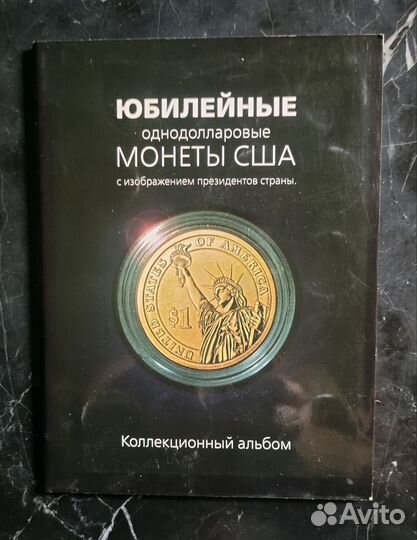 ЮБИЛЕЙНЫЕ
однодолларовые
МОНЕТЫ США
с изображением президентов страны.
UNITED STATES OF AMERICA
$1
Коллекционный альбом
Avito